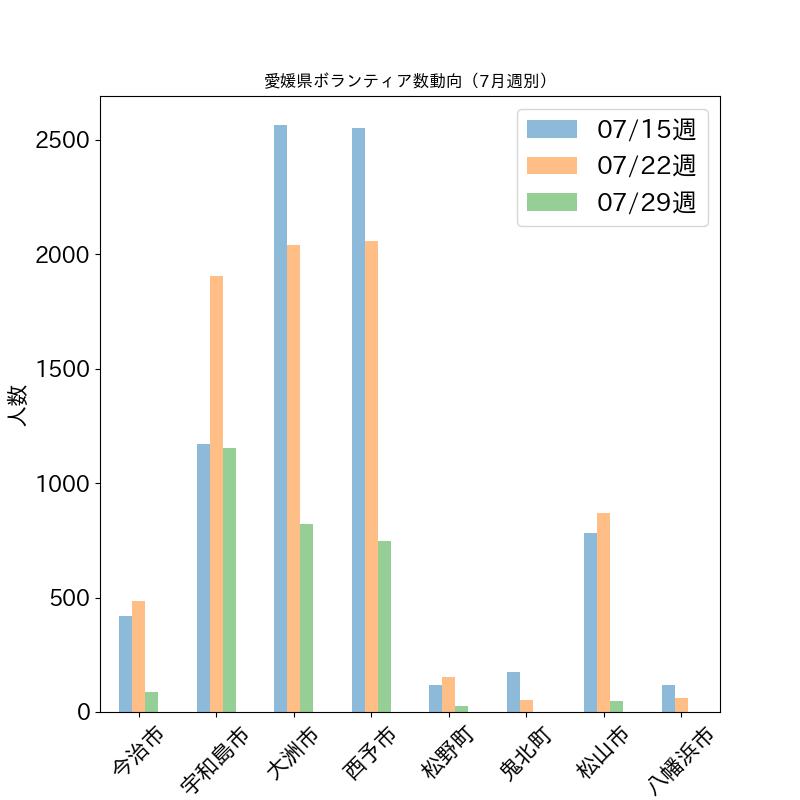 愛媛県ボランティア数動向（7月週別）
07/15週
07/22週
07/29週
人数
2500
2000
1500
1000
500
0
今治市
宇和島市
大洲市
西予市
松野町
鬼北町
松山市
八幡浜市